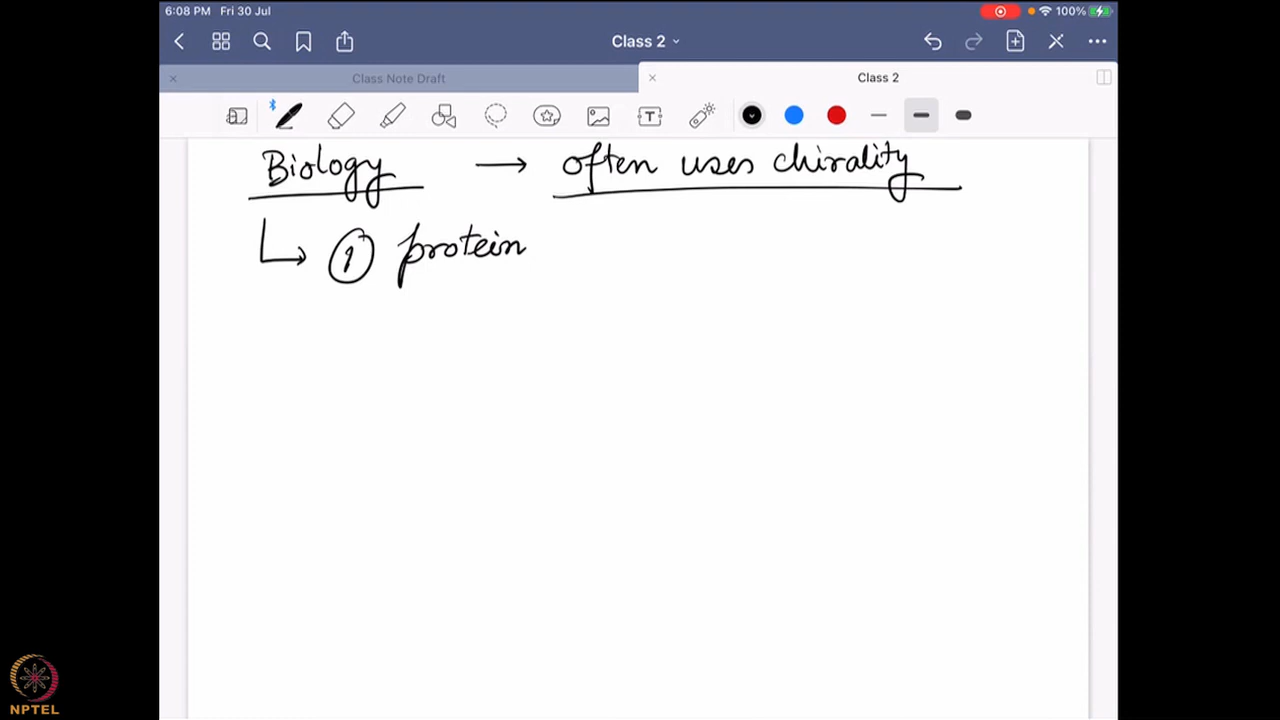 6:08 PM Fri 30 Jul 100%
Class 2
Class Note Draft Class 2
Biology → often uses chirality
↳ ① protein
NPTEL